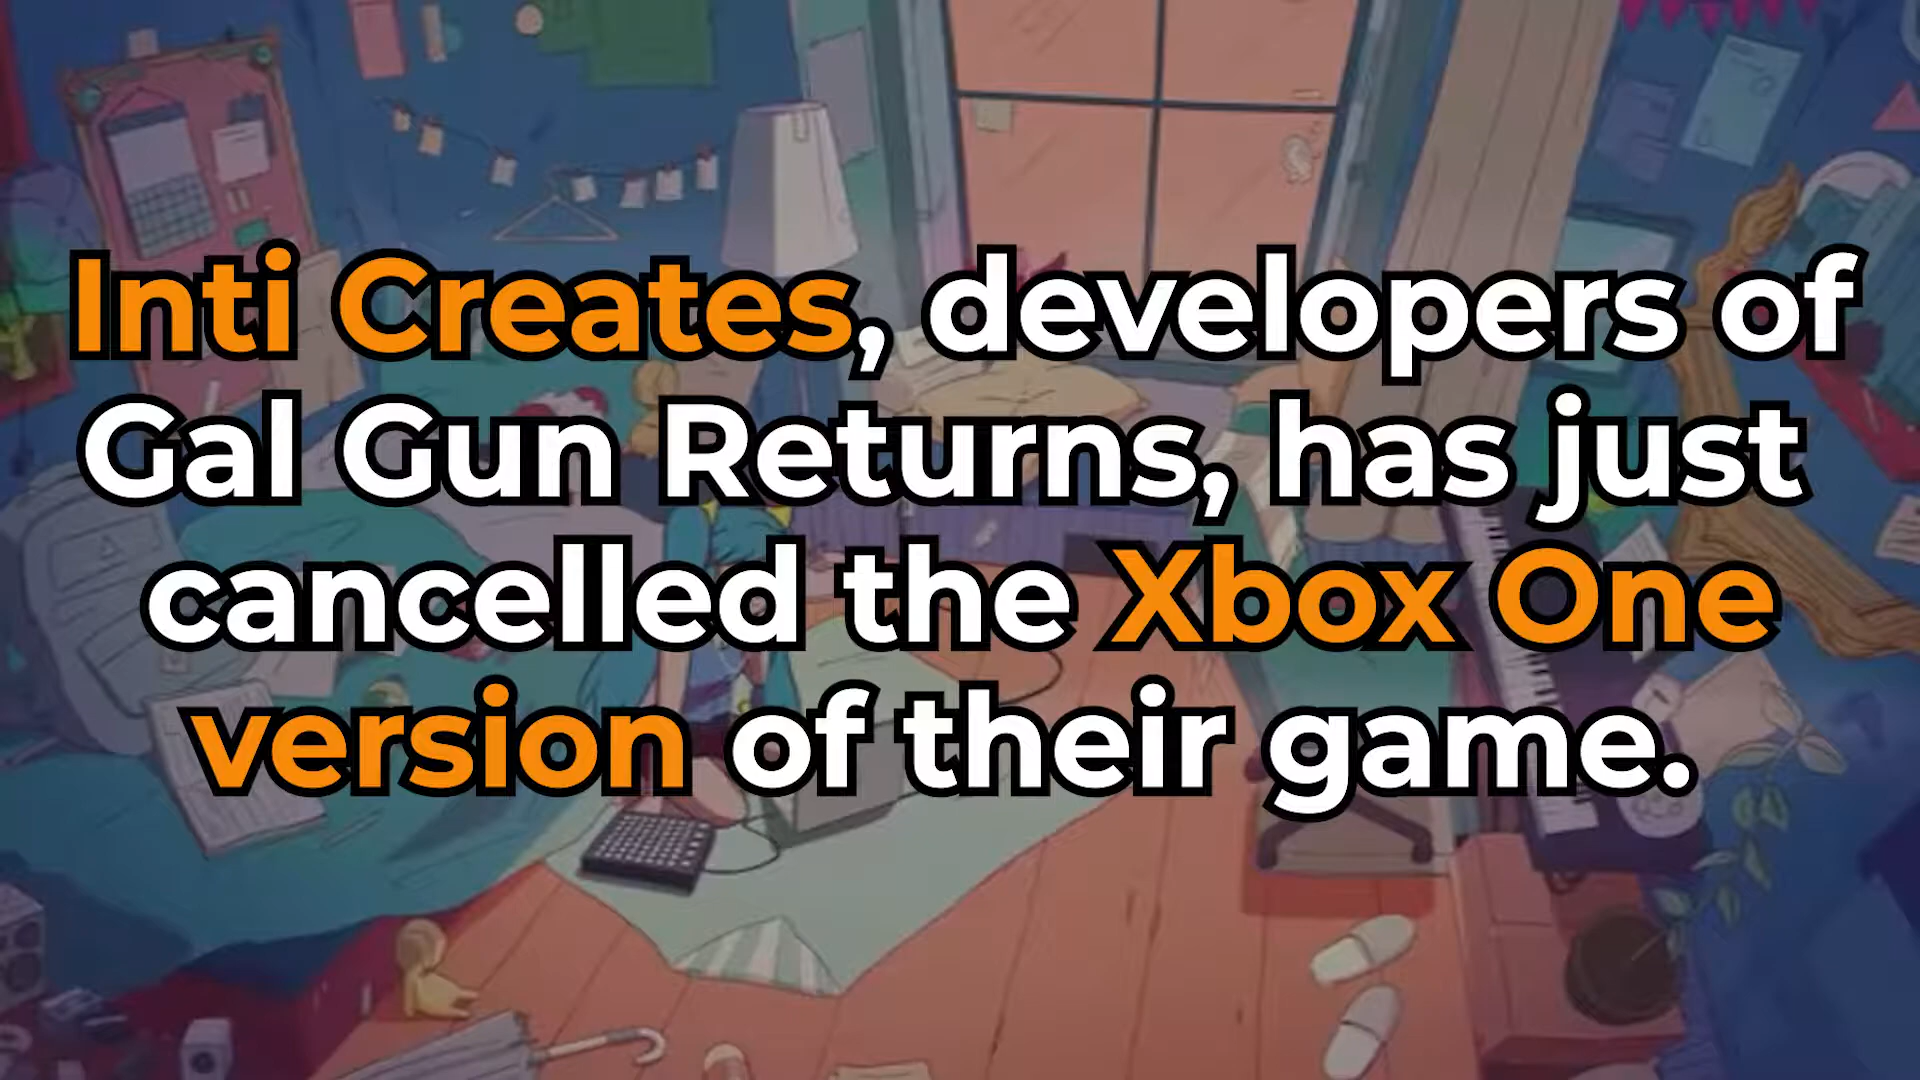 Inti Creates, developers of
Gal Gun Returns, has just
cancelled the Xbox One
version of their game.